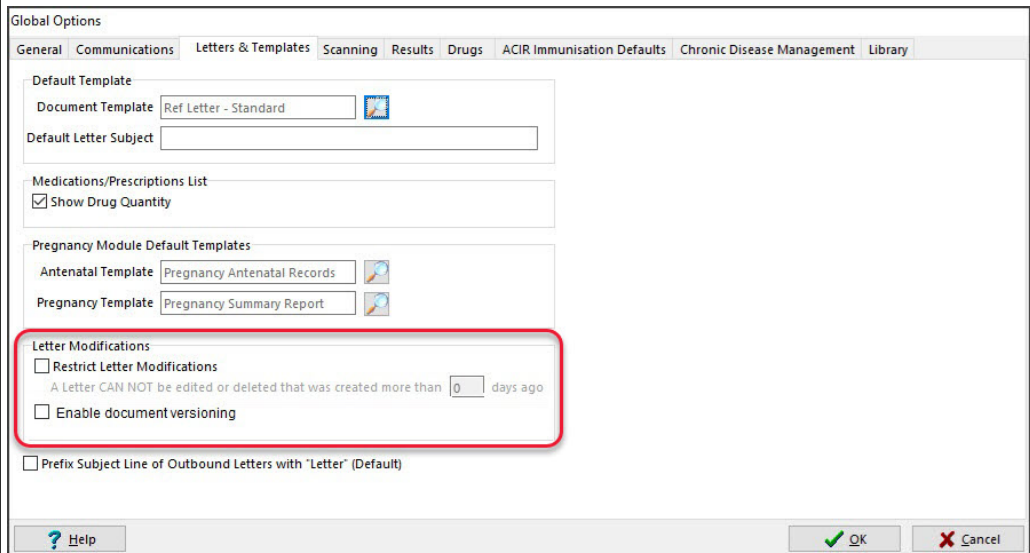 Global Options
General Communications Letters & Templates Scanning Results Drugs ACIR Immunisation Defaults Chronic Disease Management Library
Default Template
Document Template Ref Letter - Standard
Default Letter Subject
Medications/Prescriptions List
Show Drug Quantity
Pregnancy Module Default Templates
Antenatal Template Pregnancy Antenatal Records
Pregnancy Template Pregnancy Summary Report
Letter Modifications
Restrict Letter Modifications
A Letter CAN NOT be edited or deleted that was created more than 0 days ago
Enable document versioning
Prefix Subject Line of Outbound Letters with "Letter" (Default)
? Help OK Cancel